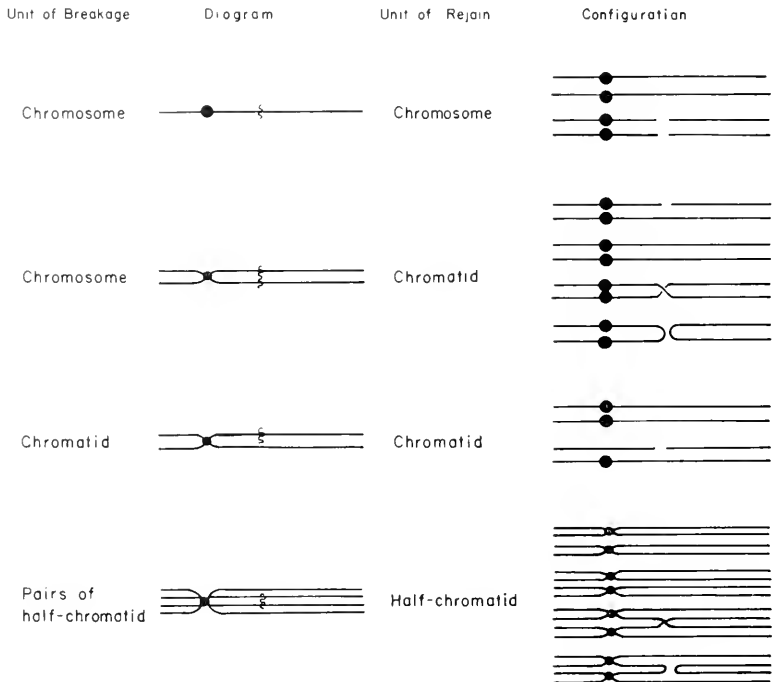 Unit of Breakage Diagram Unit of Rejain Configuration
Chromosome Chromosome
Chromosome Chromatid
Chromatid Chromatid
Pairs of
half-chromatid Half-chromatid